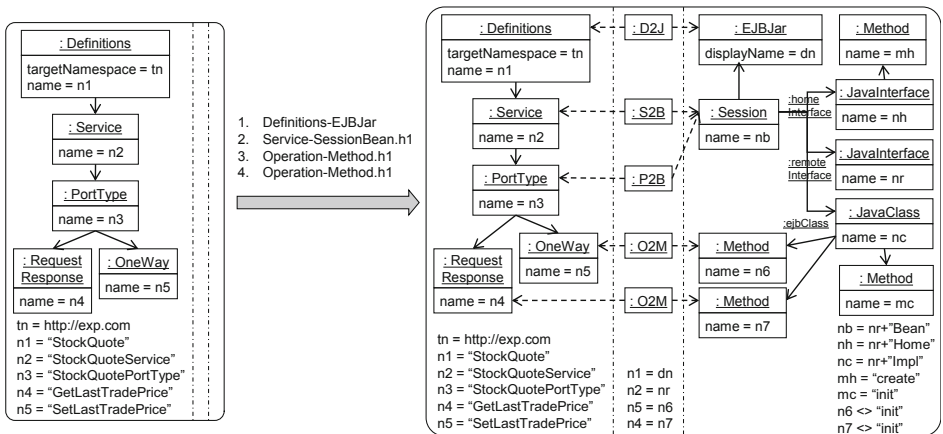 : Definitions
targetNamespace = tn
name = n1
: Service
name = n2
: PortType
name = n3
: Request
Response
name = n4
: OneWay
name = n5
tn = http://exp.com
n1 = “StockQuote”
n2 = “StockQuoteService”
n3 = “StockQuotePortType”
n4 = “GetLastTradePrice”
n5 = “SetLastTradePrice”
1. Definitions-EJBJar
2. Service-SessionBean.h1
3. Operation-Method.h1
4. Operation-Method.h1
: Definitions
targetNamespace = tn
name = n1
: Service
name = n2
: PortType
name = n3
: Request
Response
name = n4
: OneWay
name = n5
tn = http://exp.com
n1 = “StockQuote”
n2 = “StockQuoteService”
n3 = “StockQuotePortType”
n4 = “GetLastTradePrice”
n5 = “SetLastTradePrice”
: D2J
: S2B
: P2B
: O2M
: O2M
n1 = dn
n2 = nr
n5 = n6
n4 = n7
: EJBJar
displayName = dn
: Session
name = nb
: Method
name = n6
: Method
name = n7
:home
Interface
:remote
Interface
:ejbClass
: Method
name = mh
: JavaInterface
name = nh
: JavaInterface
name = nr
: JavaClass
name = nc
: Method
name = mc
nb = nr+”Bean”
nh = nr+”Home”
nc = nr+”Impl”
mh = “create”
mc = “init”
n6 <> “init”
n7 <> “init”